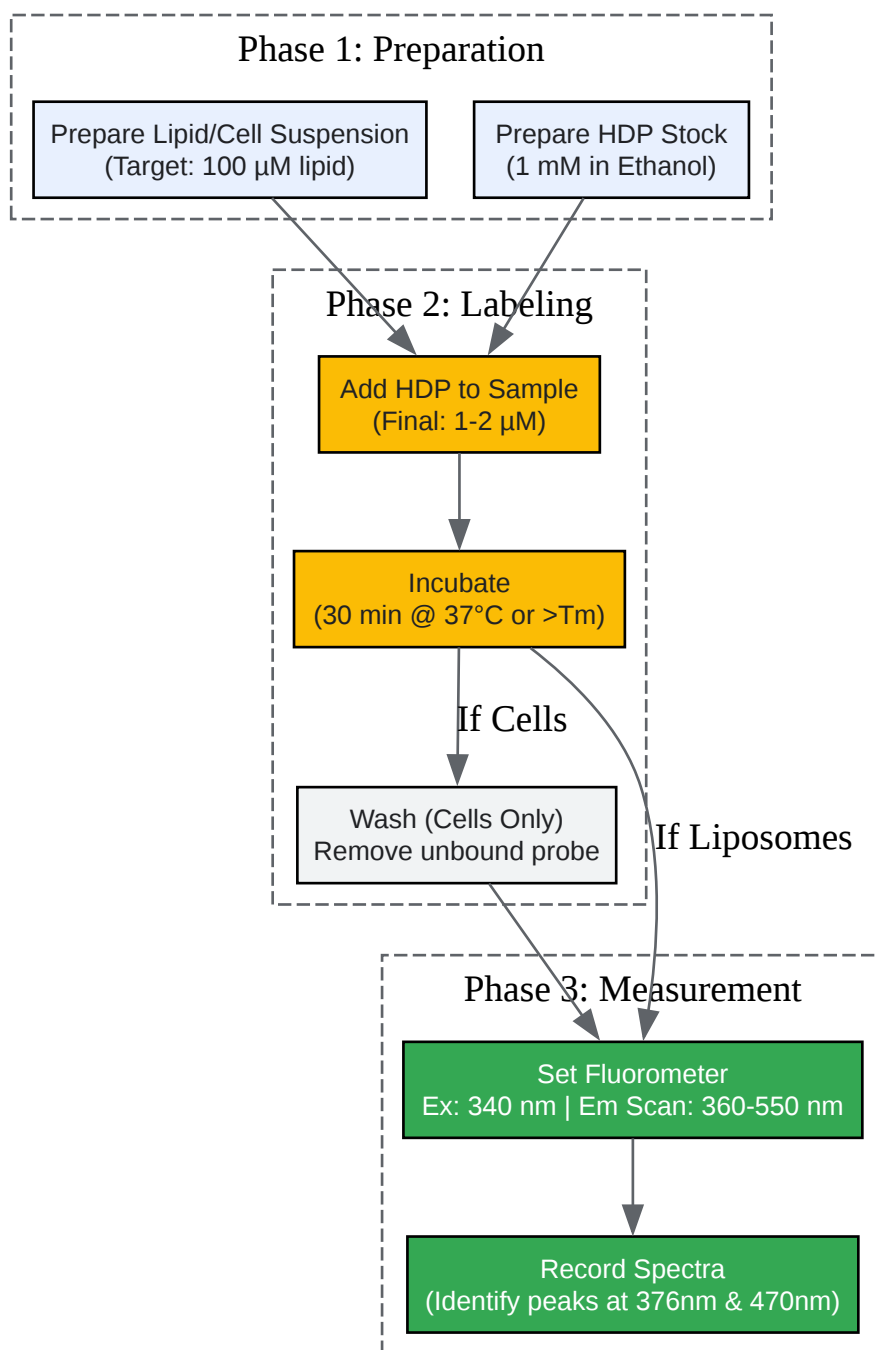 Phase 1: Preparation
Prepare Lipid/Cell Suspension
(Target: 100 µM lipid)
Prepare HDP Stock
(1 mM in Ethanol)
Phase 2: Labeling
Add HDP to Sample
(Final: 1-2 µM)
Incubate
(30 min @ 37°C or >Tm)
If Cells
Wash (Cells Only)
Remove unbound probe
If Liposomes
Phase 3: Measurement
Set Fluorometer
Ex: 340 nm | Em Scan: 360-550 nm
Record Spectra
(Identify peaks at 376nm & 470nm)